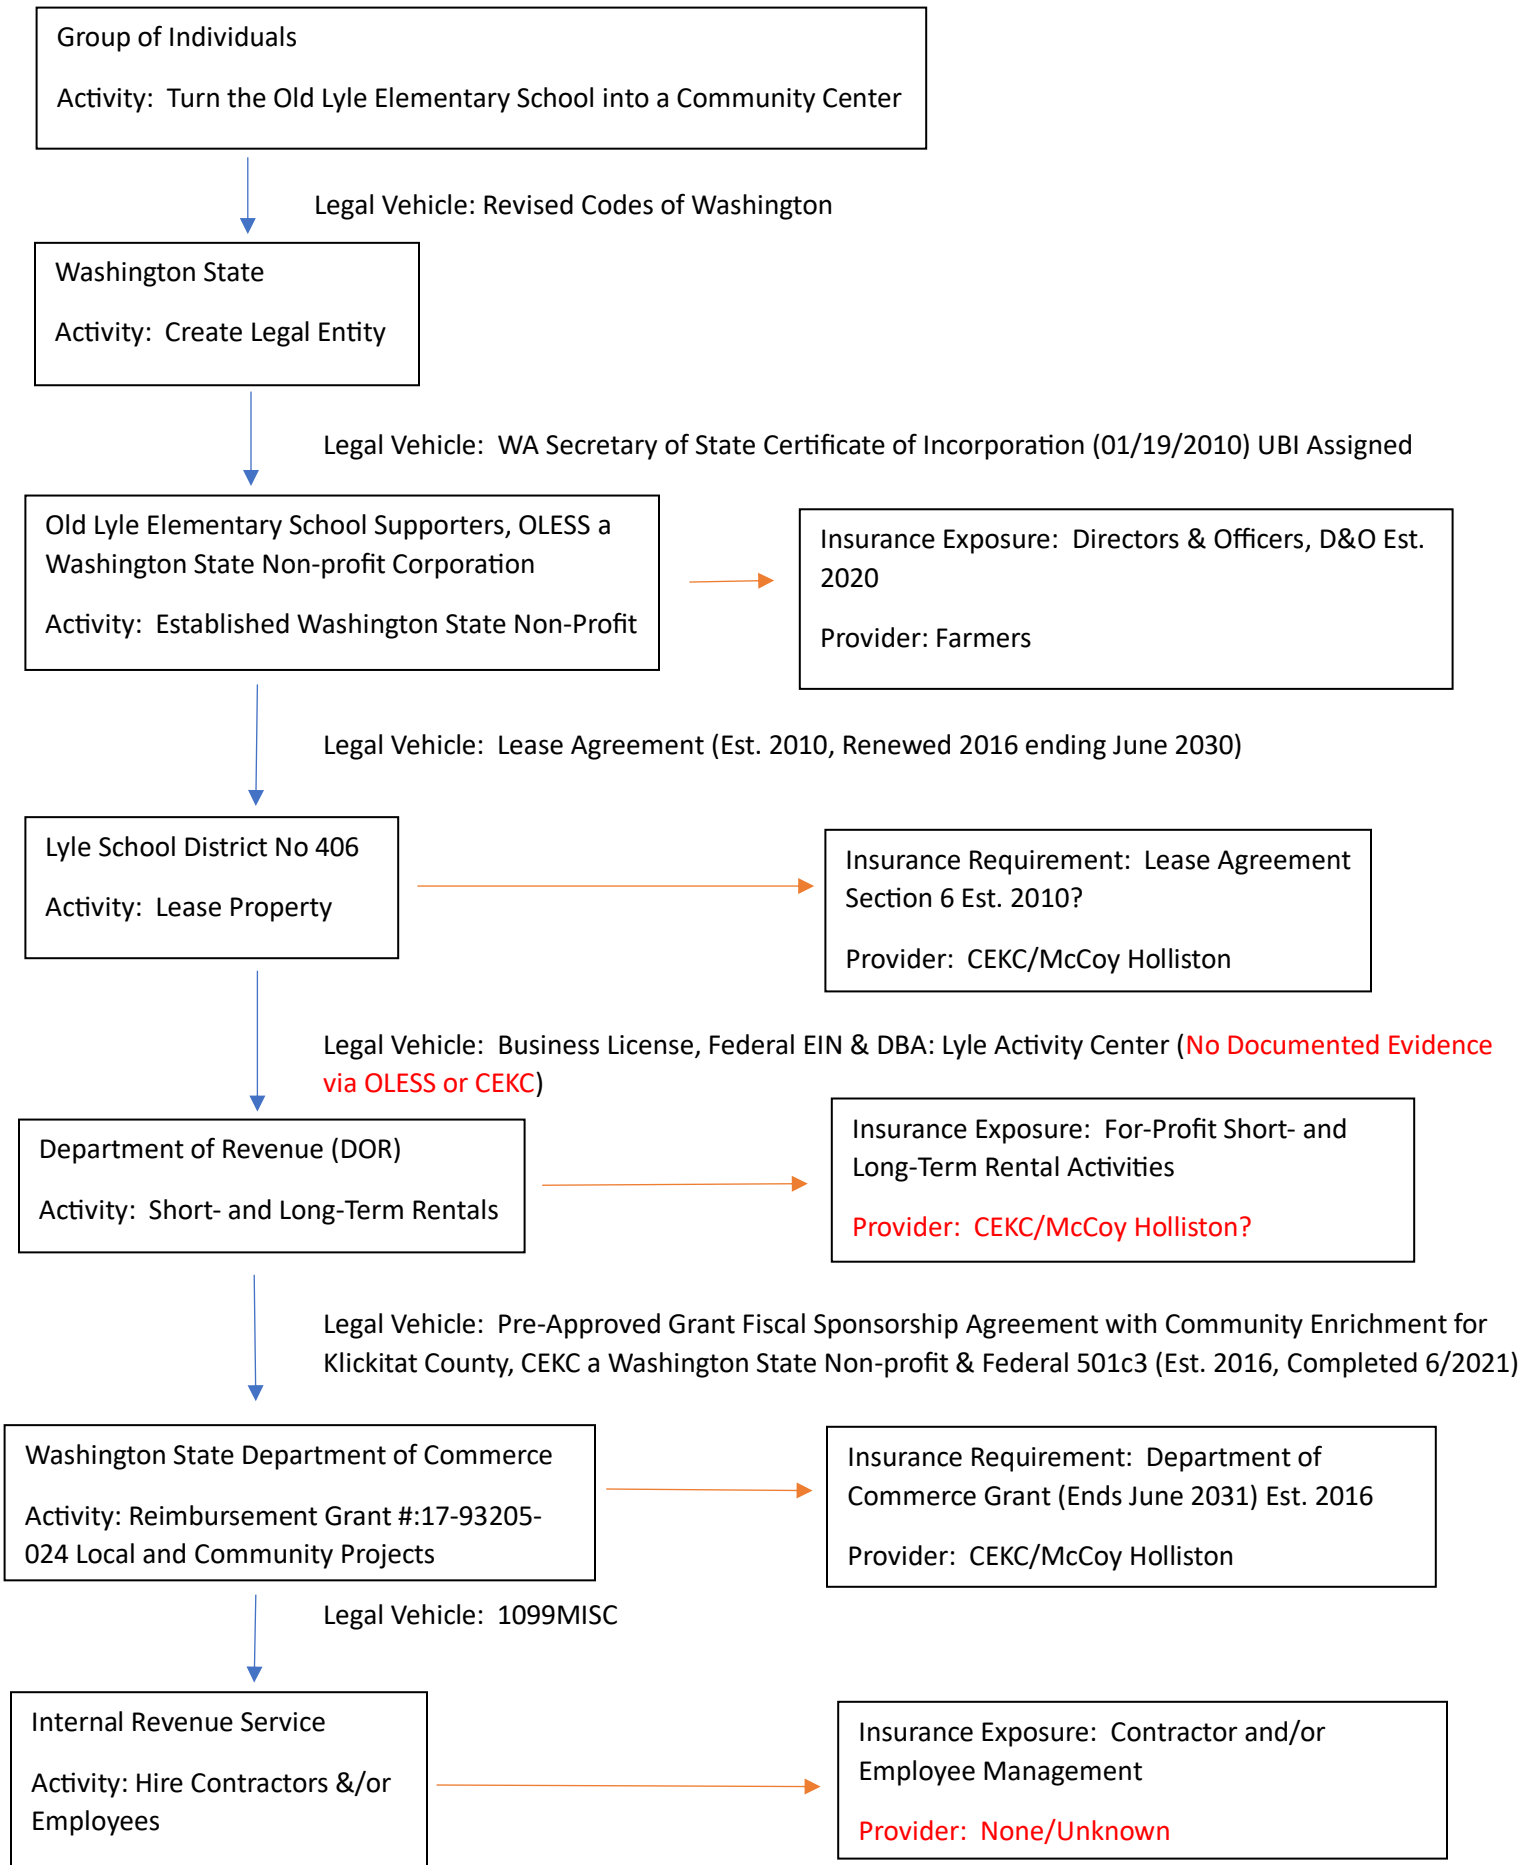 Group of Individuals
Activity:  Turn the Old Lyle Elementary School into a Community Center
Legal Vehicle: Revised Codes of Washington
Washington State
Activity:  Create Legal Entity
Legal Vehicle:  WA Secretary of State Certificate of Incorporation (01/19/2010) UBI Assigned
Old Lyle Elementary School Supporters, OLESS a
Washington State Non-profit Corporation
Activity:  Established Washington State Non-Profit
Insurance Exposure:  Directors & Officers, D&O Est.
2020
Provider: Farmers
Legal Vehicle:  Lease Agreement (Est. 2010, Renewed 2016 ending June 2030)
Lyle School District No 406
Activity:  Lease Property
Insurance Requirement:  Lease Agreement
Section 6 Est. 2010?
Provider:  CEKC/McCoy Holliston
Legal Vehicle:  Business License, Federal EIN & DBA: Lyle Activity Center (No Documented Evidence
via OLESS or CEKC)
Department of Revenue (DOR)
Activity:  Short- and Long-Term Rentals
Insurance Exposure:  For-Profit Short- and
Long-Term Rental Activities
Provider:  CEKC/McCoy Holliston?
Legal Vehicle:  Pre-Approved Grant Fiscal Sponsorship Agreement with Community Enrichment for
Klickitat County, CEKC a Washington State Non-profit & Federal 501c3 (Est. 2016, Completed 6/2021)
Washington State Department of Commerce
Activity: Reimbursement Grant #:17-93205-
024 Local and Community Projects
Insurance Requirement:  Department of
Commerce Grant (Ends June 2031) Est. 2016
Provider:  CEKC/McCoy Holliston
Legal Vehicle:  1099MISC
Internal Revenue Service
Activity: Hire Contractors &/or
Employees
Insurance Exposure:  Contractor and/or
Employee Management
Provider:  None/Unknown